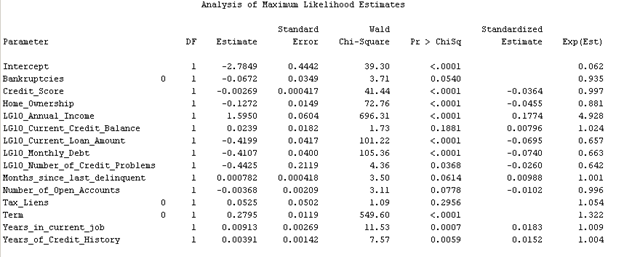 Analysis of Maximum Likelihood Estimates
Standard Wald Standardized
Parameter DF Estimate Error Chi-Square Pr > ChiSq Estimate Exp(Est)
Intercept 1 -2.7849 0.4442 39.30 <.0001 0.062
Bankruptcies 0 1 -0.0672 0.0349 3.71 0.0540 0.935
Credit_Score 1 -0.00269 0.000417 41.44 <.0001 -0.0364 0.997
Home_Ownership 1 -0.1272 0.0149 72.76 <.0001 -0.0455 0.881
LG10_Annual_Income 1 1.5950 0.0604 696.31 <.0001 0.1774 4.928
LG10_Current_Credit_Balance 1 0.0239 0.0182 1.73 0.1881 0.00796 1.024
LG10_Current_Loan_Amount 1 -0.4199 0.0417 101.22 <.0001 -0.0695 0.657
LG10_Monthly_Debt 1 -0.4107 0.0400 105.36 <.0001 -0.0740 0.663
LG10_Number_of_Credit_Problems 1 -0.4425 0.2119 4.36 0.0368 -0.0260 0.642
Months_since_last_delinquent 1 0.000782 0.000418 3.50 0.0614 0.00988 1.001
Number_of_Open_Accounts 1 -0.00368 0.00209 3.11 0.0778 -0.0102 0.996
Tax_Liens 0 1 0.0525 0.0502 1.09 0.2956 1.054
Term 0 1 0.2795 0.0119 549.60 <.0001 1.322
Years_in_current_job 1 0.00913 0.00269 11.53 0.0007 0.0183 1.009
Years_of_Credit_History 1 0.00391 0.00142 7.57 0.0059 0.0152 1.004